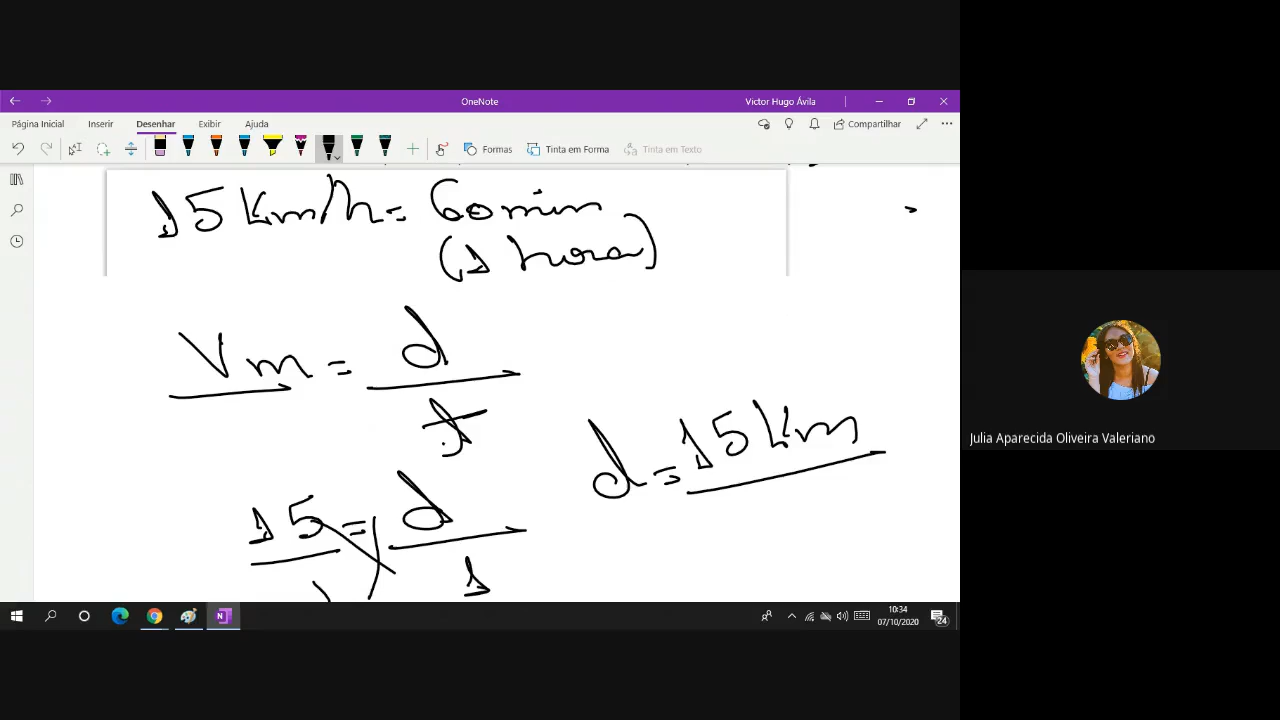 OneNote
Victor Hugo Ávila
Página Inicial Inserir Desenhar Exibir Ajuda
Compartilhar
Formas Tinta em Forma Tinta em Texto
15 Km/h = 60 min
(1 hora)
Vm = d
t
d = 15 Km
15 = d
1
Julia Aparecida Oliveira Valeriano
10:34
07/10/2020
24